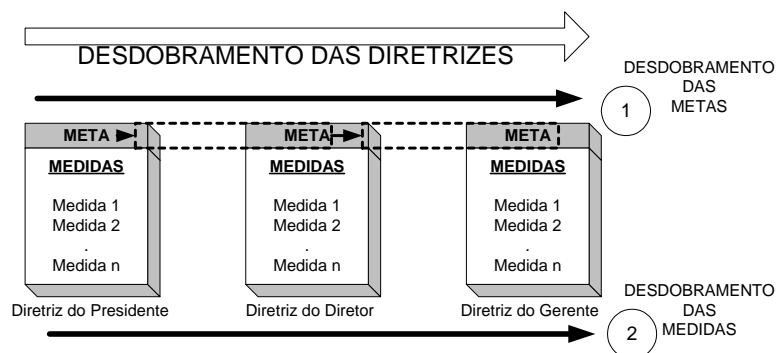 DESDOBRAMENTO DAS DIRETRIZES
DESDOBRAMENTO
DAS
METAS
1
META
MEDIDAS
Medida 1
Medida 2
.
Medida n
Diretriz do Presidente
META
MEDIDAS
Medida 1
Medida 2
.
Medida n
Diretriz do Diretor
META
MEDIDAS
Medida 1
Medida 2
.
Medida n
Diretriz do Gerente
DESDOBRAMENTO
DAS
MEDIDAS
2